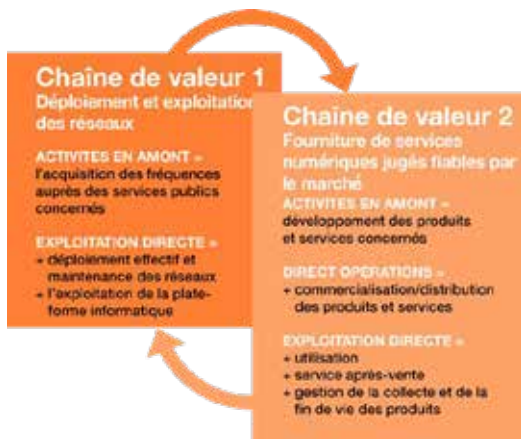 Chaîne de valeur 1
Déploiement et exploitation
des réseaux
ACTIVITES EN AMONT »
l'acquisition des fréquences
auprès des services publics
concernés
EXPLOITATION DIRECTE »
+ déploiement effectif et
maintenance des réseaux
+ l'exploitation de la plate-
forme informatique
Chaine de valeur 2
Fourniture de services
numériques jugés fiables par
le marché
ACTIVITES EN AMONT »
développement des produits
et services concernés
DIRECT OPERATIONS »
+ commercialisation/distribution
des produits et services
EXPLOITATION DIRECTE »
+ utilisation
+ service après-vente
+ gestion de la collecte et de la
fin de vie des produits